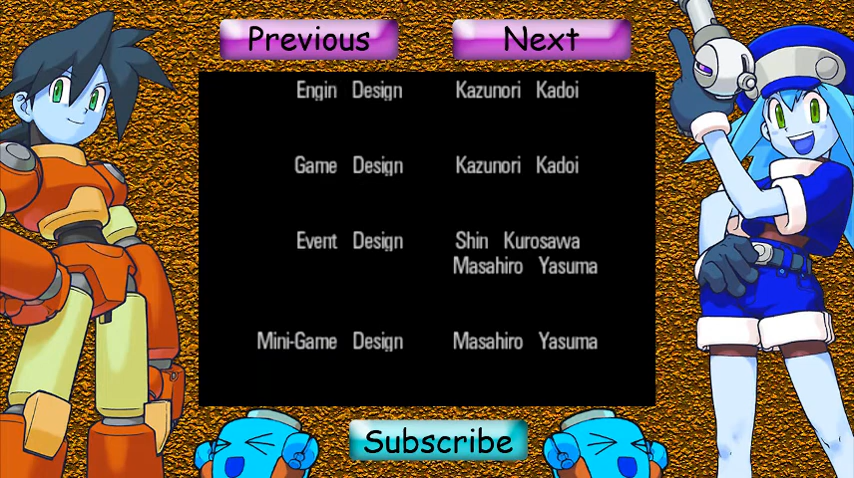 Previous Next
Engin Design Kazunori Kadoi
Game Design Kazunori Kadoi
Event Design Shin Kurosawa
Masahiro Yasuma
Mini-Game Design Masahiro Yasuma
Subscribe